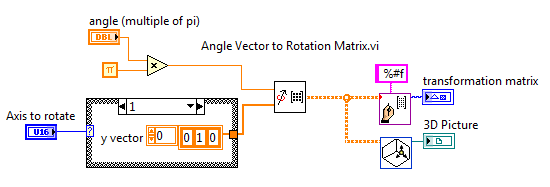 angle (multiple of pi)
DBL
Angle Vector to Rotation Matrix.vi
π
×
%#f
transformation matrix
1
Axis to rotate
U16
?
y vector
0
0 1 0
3D Picture